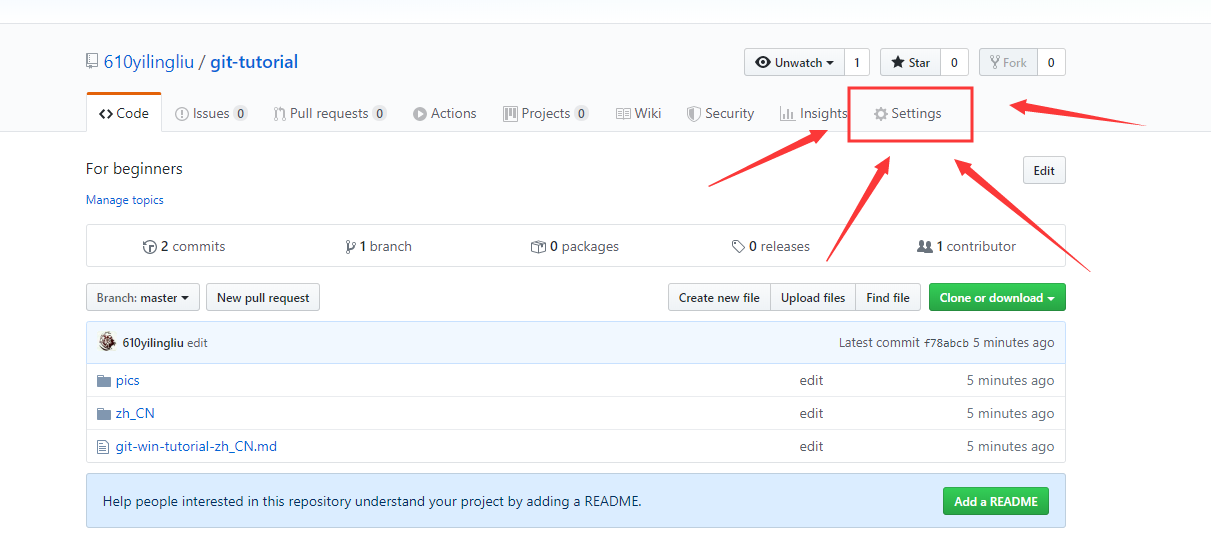 610yilingliu / git-tutorial Unwatch 1 Star 0 Fork 0
Code Issues 0 Pull requests 0 Actions Projects 0 Wiki Security Insights Settings
For beginners Edit
Manage topics
2 commits 1 branch 0 packages 0 releases 1 contributor
Branch: master New pull request Create new file Upload files Find file Clone or download
610yilingliu edit Latest commit f78abcb 5 minutes ago
pics edit 5 minutes ago
zh_CN edit 5 minutes ago
git-win-tutorial-zh_CN.md edit 5 minutes ago
Help people interested in this repository understand your project by adding a README. Add a README